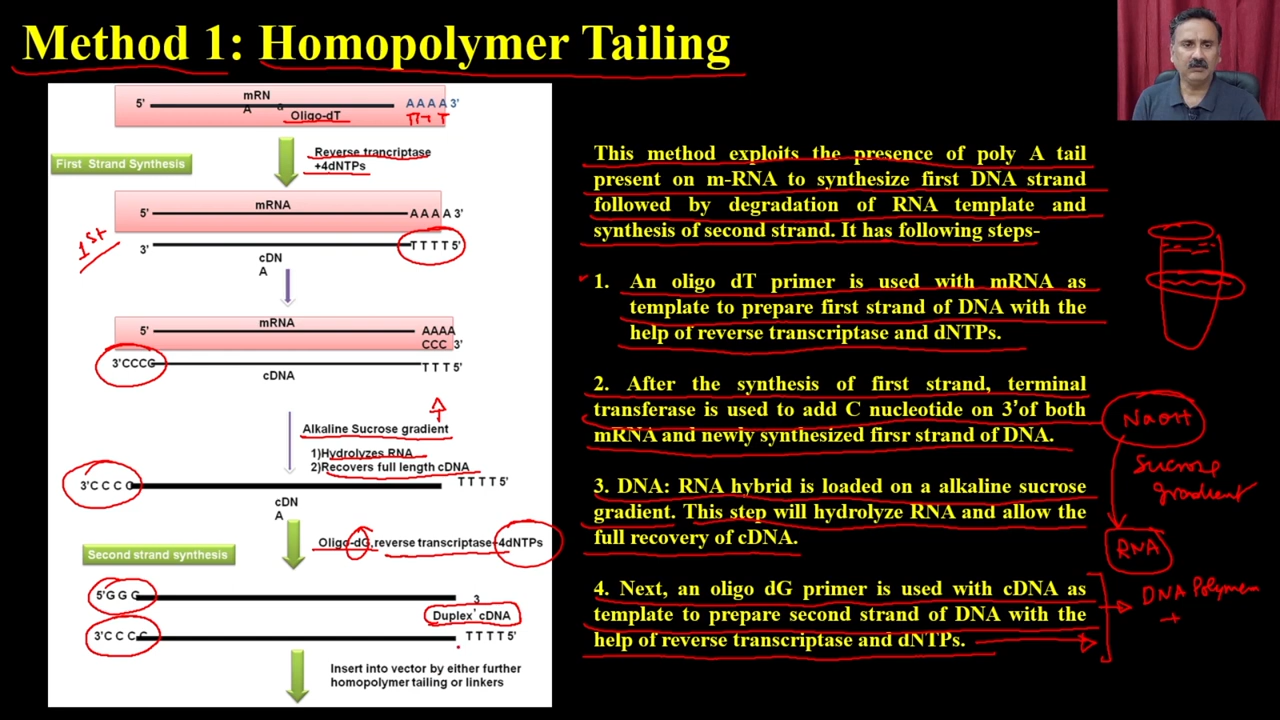 Method 1: Homopolymer Tailing
5' mRN A a AAAA 3'
Oligo-dT TTTT
First Strand Synthesis
Reverse trancriptase
+4dNTPs
5' mRNA AAAA 3'
1st
3' TTTT 5'
cDN
A
5' mRNA AAAA
CCC 3'
3'CCCC TTT 5'
cDNA
Alkaline Sucrose gradient
1)Hydrolyzes RNA
2)Recovers full length cDNA
3'CCCC TTTT 5'
cDN
A
Second strand synthesis
Oligo-dG,reverse transcriptase+4dNTPs
5'GGG 3
Duplex' cDNA
3'CCCC TTTT 5'
Insert into vector by either further
homopolymer tailing or linkers
This method exploits the presence of poly A tail
present on m-RNA to synthesize first DNA strand
followed by degradation of RNA template and
synthesis of second strand. It has following steps-
1. An oligo dT primer is used with mRNA as
template to prepare first strand of DNA with the
help of reverse transcriptase and dNTPs.
2. After the synthesis of first strand, terminal
transferase is used to add C nucleotide on 3'of both
mRNA and newly synthesized firsr strand of DNA.
3. DNA: RNA hybrid is loaded on a alkaline sucrose
gradient. This step will hydrolyze RNA and allow the
full recovery of cDNA.
4. Next, an oligo dG primer is used with cDNA as
template to prepare second strand of DNA with the
help of reverse transcriptase and dNTPs.
NaOH
Sucrose
gradient
RNA
DNA Polymer
+